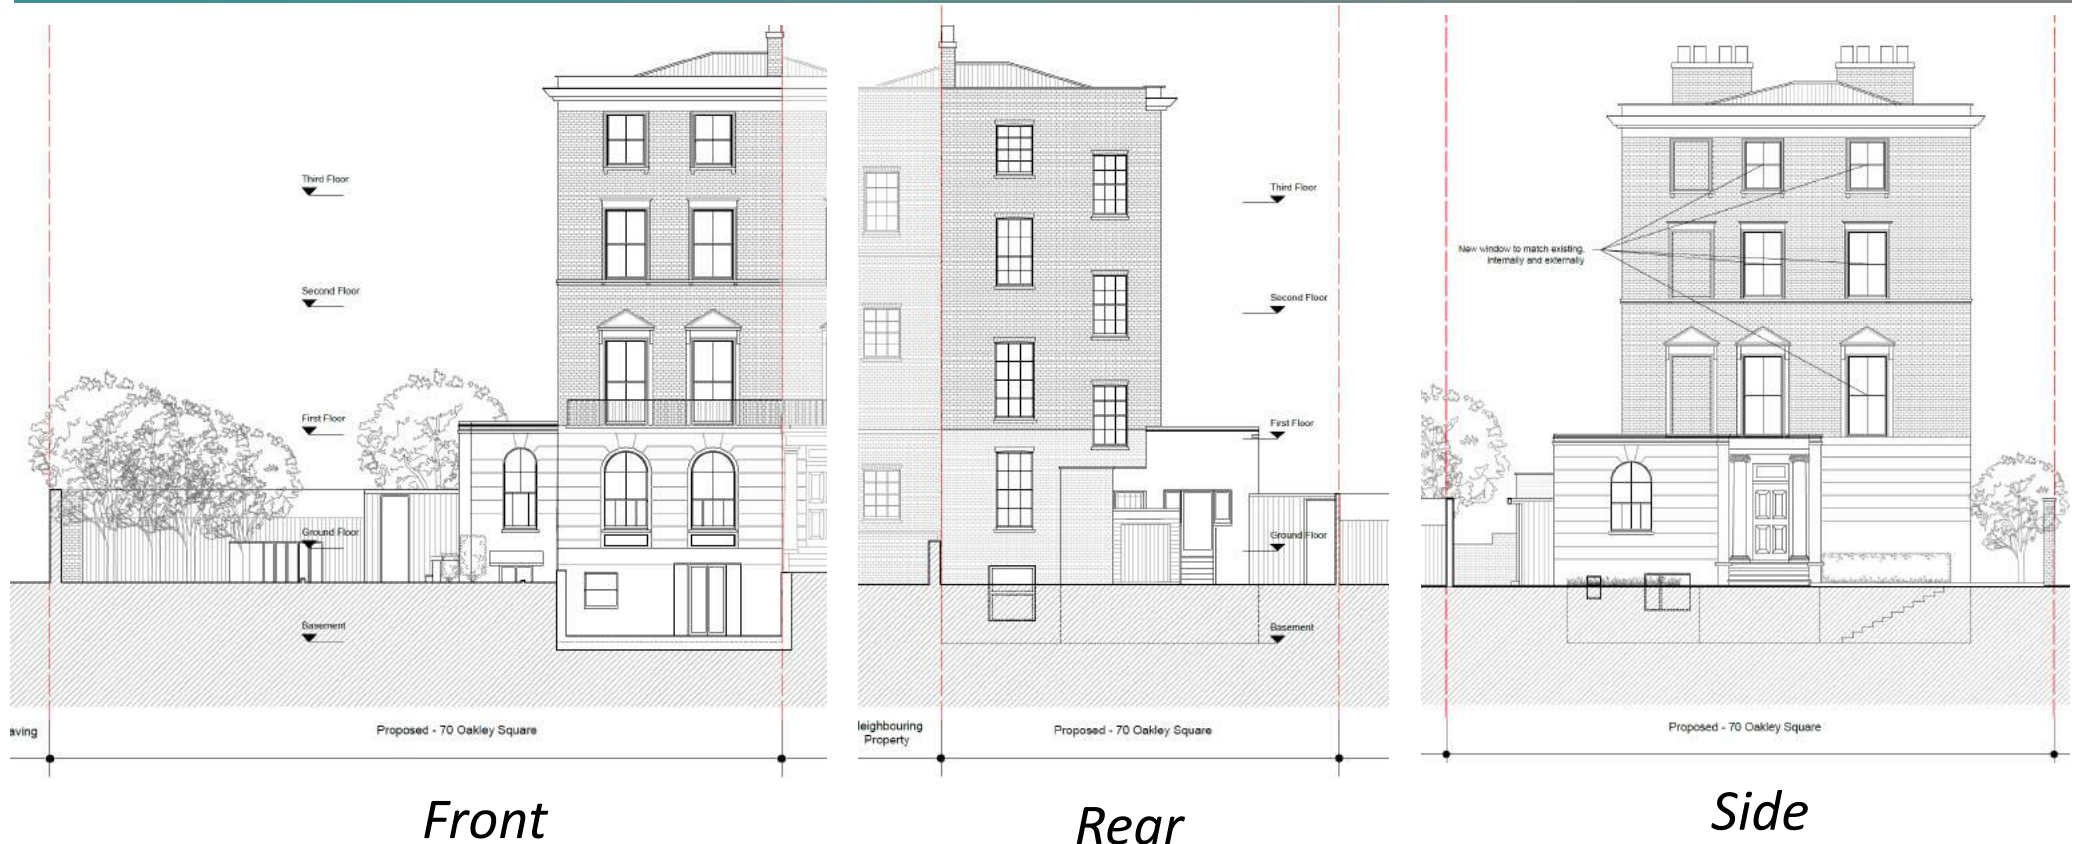 Third Floor
Second Floor
First Floor
Ground Floor
Basement
aving
Proposed - 70 Oakley Square
Front
Third Floor
Second Floor
First Floor
Ground Floor
Basement
leighbouring
Property
Proposed - 70 Oakley Square
Rear
New window to match existing,
internally and externally
Proposed - 70 Oakley Square
Side